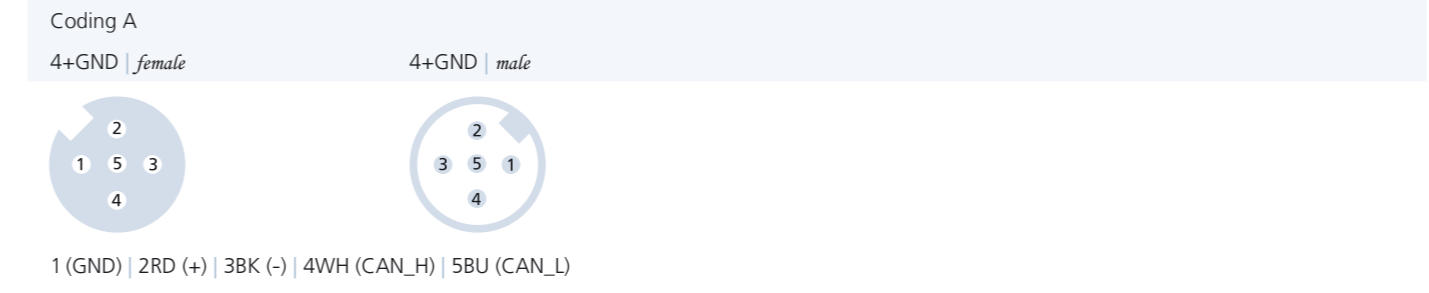 Coding A
4+GND | female 4+GND | male
2 2
1 5 3 3 5 1
4 4
1 (GND) | 2RD (+) | 3BK (-) | 4WH (CAN_H) | 5BU (CAN_L)